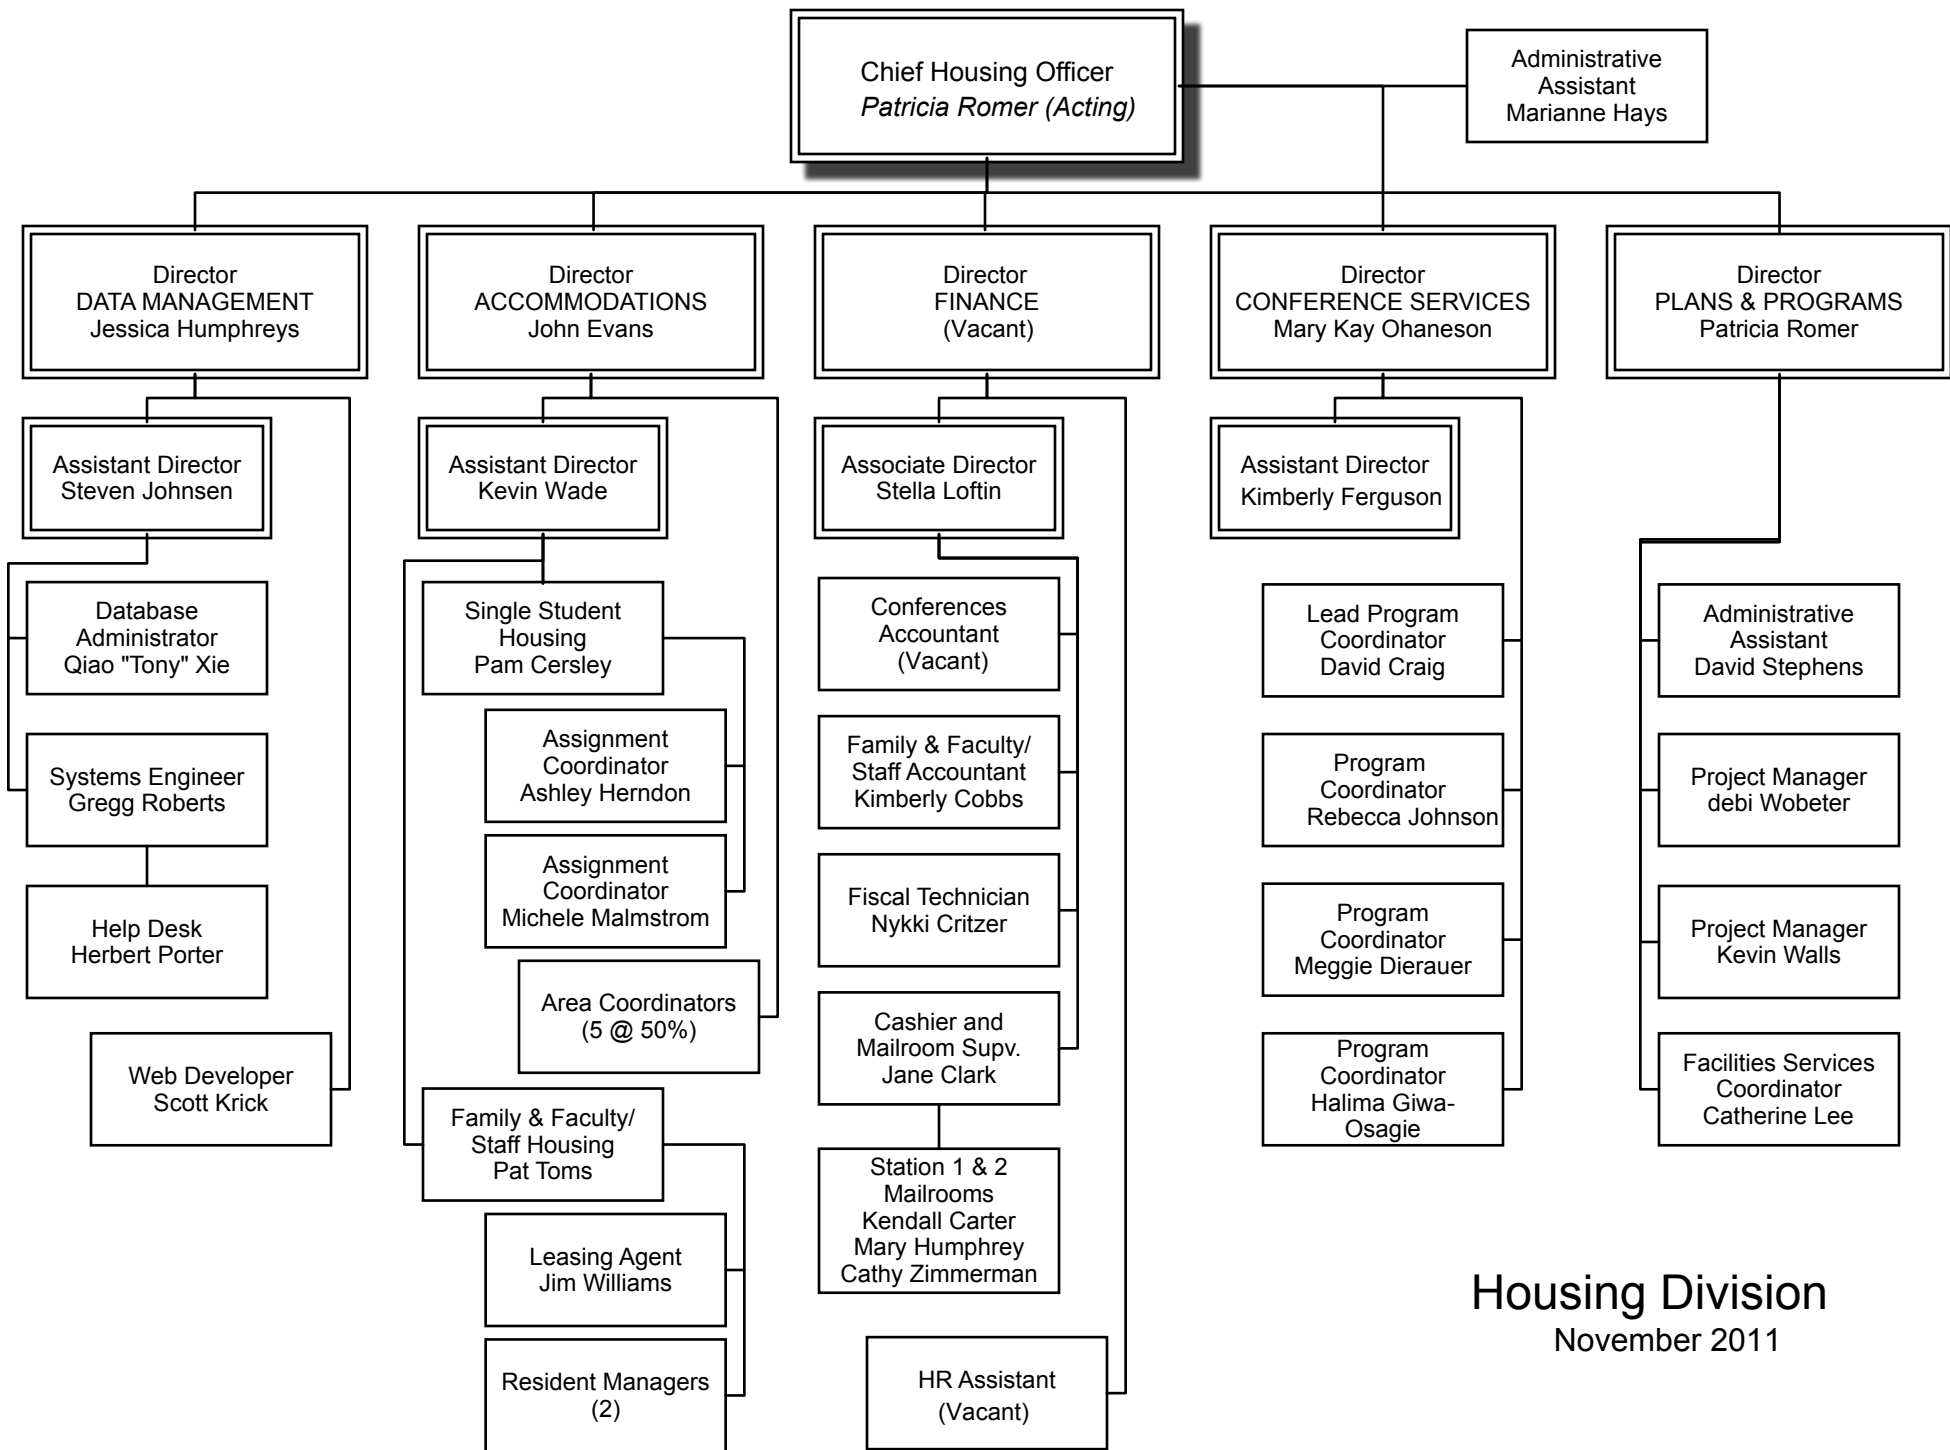 Chief Housing Officer
Patricia Romer (Acting)
Administrative
Assistant
Marianne Hays
Director
DATA MANAGEMENT
Jessica Humphreys
Director
ACCOMMODATIONS
John Evans
Director
FINANCE
(Vacant)
Director
CONFERENCE SERVICES
Mary Kay Ohaneson
Director
PLANS & PROGRAMS
Patricia Romer
Assistant Director
Steven Johnsen
Assistant Director
Kevin Wade
Associate Director
Stella Loftin
Assistant Director
Kimberly Ferguson
Database
Administrator
Qiao "Tony" Xie
Systems Engineer
Gregg Roberts
Help Desk
Herbert Porter
Web Developer
Scott Krick
Single Student
Housing
Pam Cersley
Assignment
Coordinator
Ashley Herndon
Assignment
Coordinator
Michele Malmstrom
Area Coordinators
(5 @ 50%)
Family & Faculty/
Staff Housing
Pat Toms
Leasing Agent
Jim Williams
Resident Managers
(2)
Conferences
Accountant
(Vacant)
Family & Faculty/
Staff Accountant
Kimberly Cobbs
Fiscal Technician
Nykki Critzer
Cashier and
Mailroom Supv.
Jane Clark
Station 1 & 2
Mailrooms
Kendall Carter
Mary Humphrey
Cathy Zimmerman
HR Assistant
(Vacant)
Lead Program
Coordinator
David Craig
Program
Coordinator
Rebecca Johnson
Program
Coordinator
Meggie Dierauer
Program
Coordinator
Halima Giwa-
Osagie
Administrative
Assistant
David Stephens
Project Manager
debi Wobeter
Project Manager
Kevin Walls
Facilities Services
Coordinator
Catherine Lee
Housing Division
November 2011